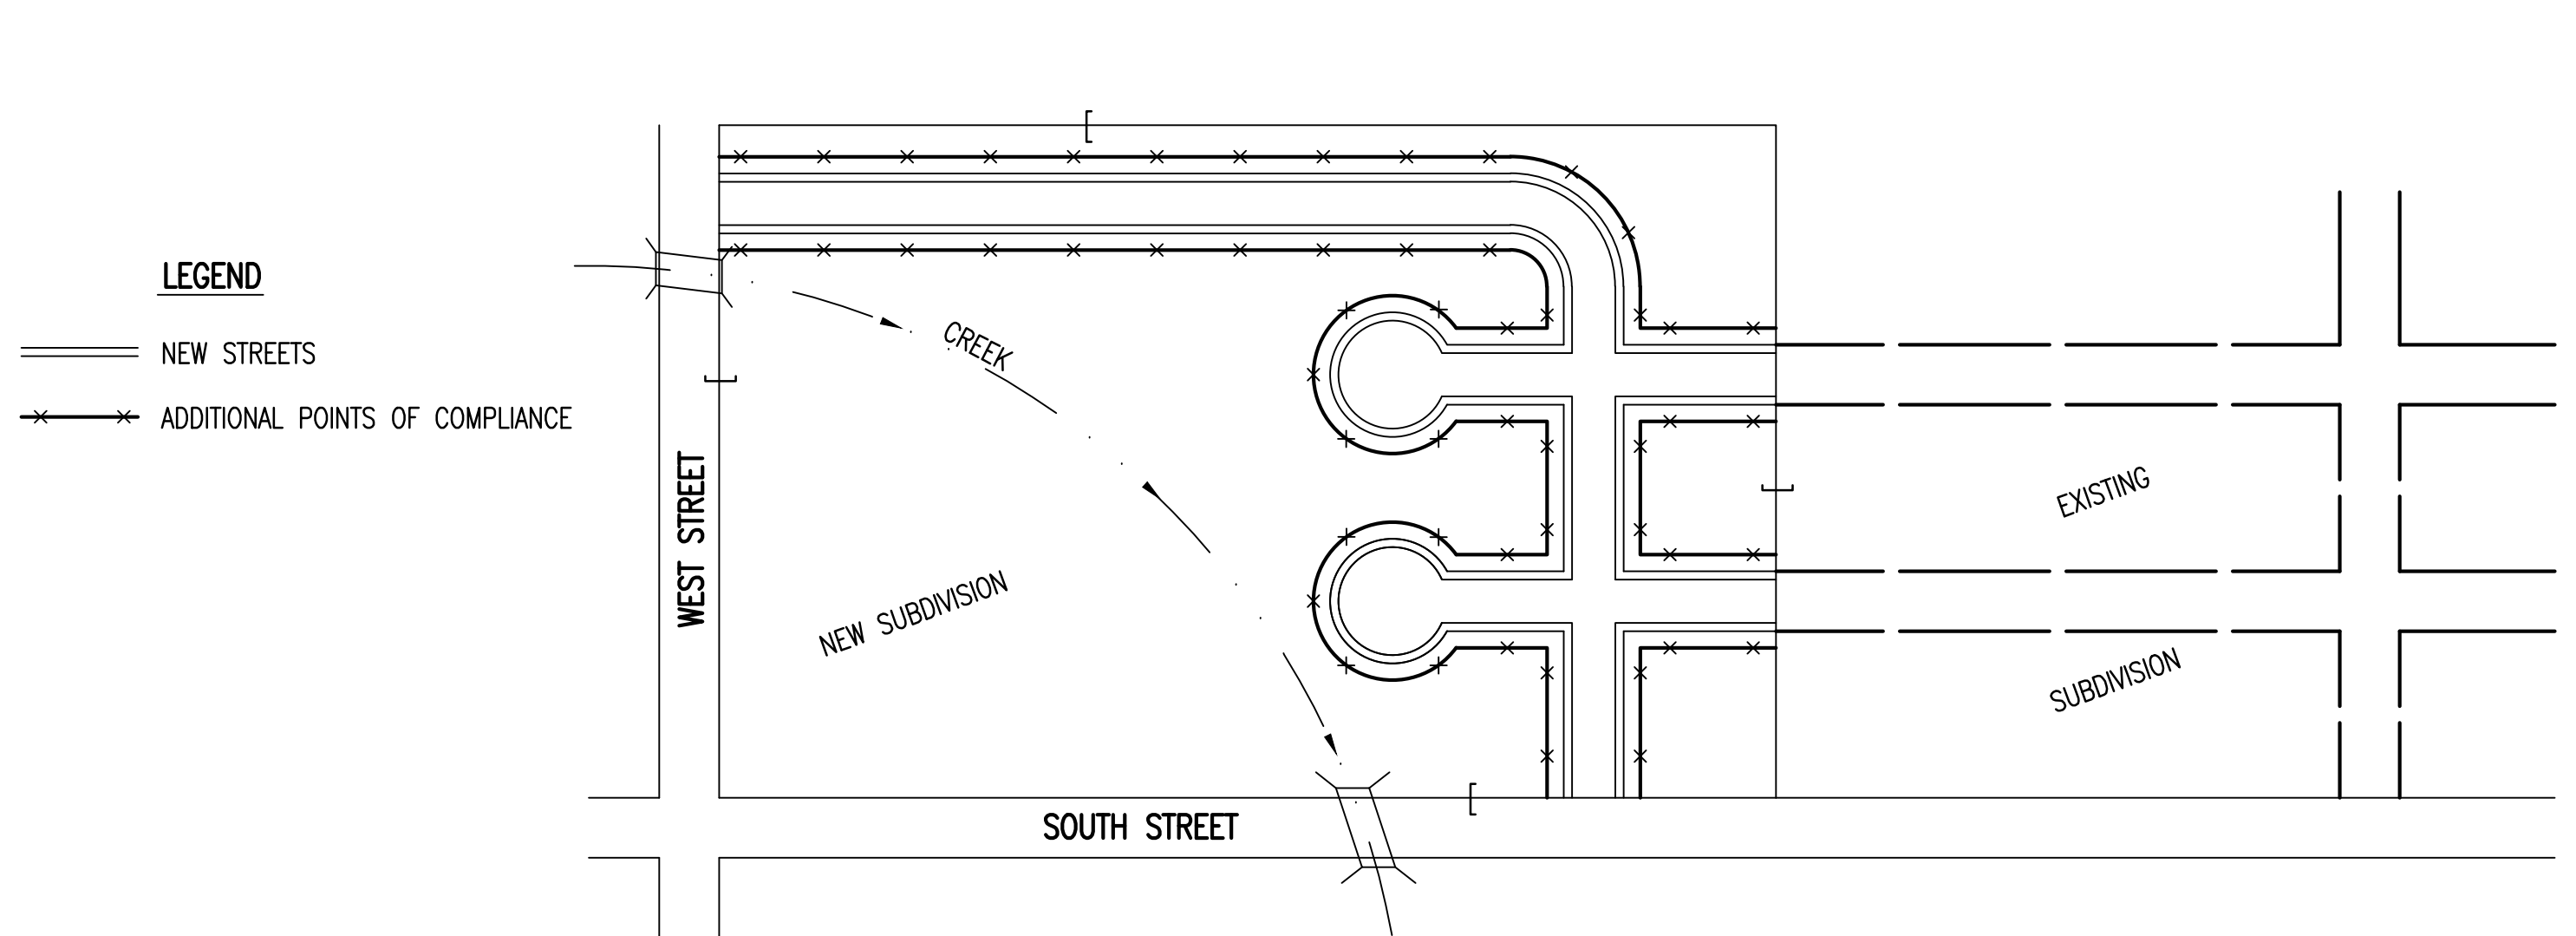 LEGEND
NEW STREETS
ADDITIONAL POINTS OF COMPLIANCE
CREEK
WEST STREET
NEW SUBDIVISION
SOUTH STREET
EXISTING
SUBDIVISION